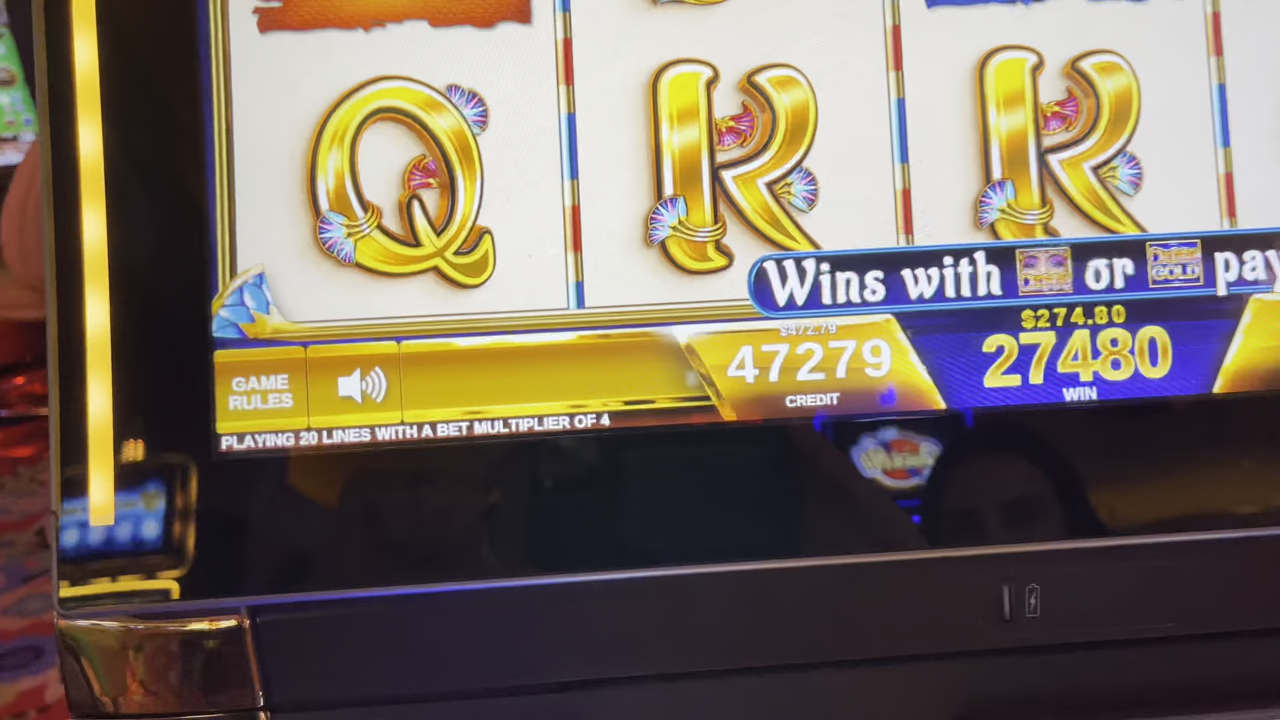 Q K K
Wins with or GOLD pay
$472.79 $274.80
47279 27480
GAME RULES CREDIT WIN
PLAYING 20 LINES WITH A BET MULTIPLIER OF 4